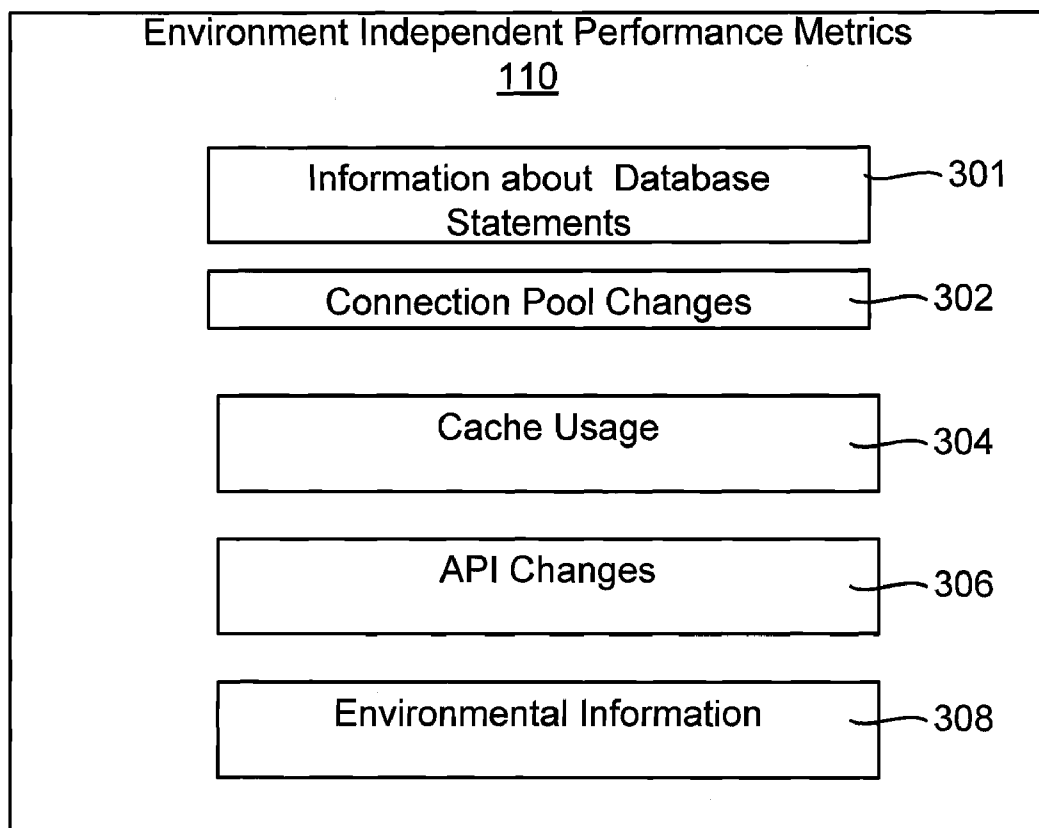 Environment Independent Performance Metrics
110
Information about Database
Statements
301
Connection Pool Changes
302
Cache Usage
304
API Changes
306
Environmental Information
308